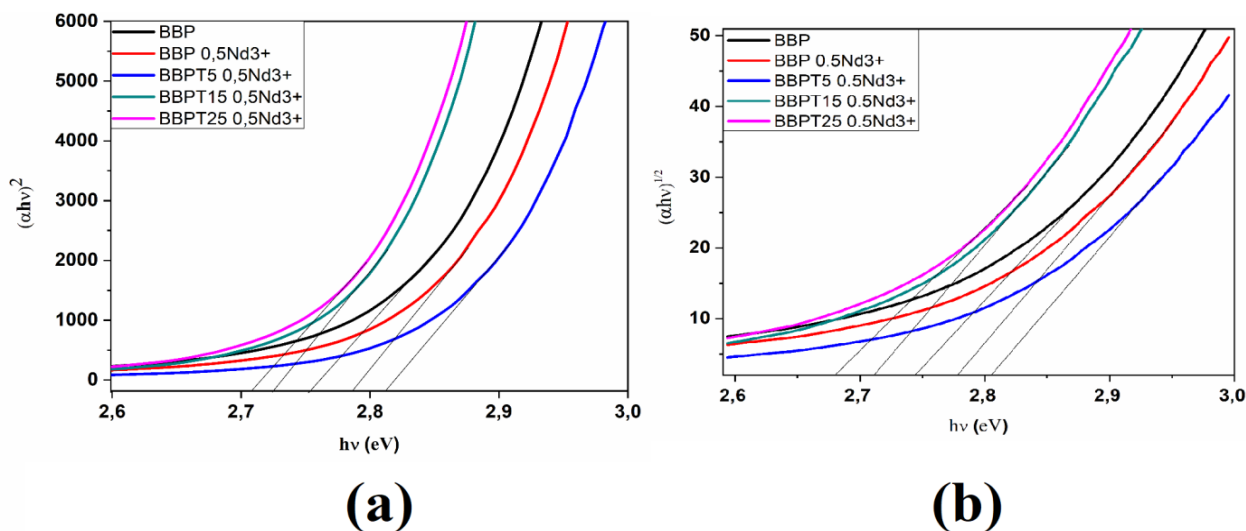 6000
5000
4000
3000
2000
1000
0
(αhν)²
BBP
BBP 0,5Nd3+
BBPT5 0,5Nd3+
BBPT15 0,5Nd3+
BBPT25 0,5Nd3+
2,6
2,7
2,8
2,9
3,0
hν (eV)
(a)
50
40
30
20
10
(αhν)^1/2
BBP
BBP 0.5Nd3+
BBPT5 0.5Nd3+
BBPT15 0.5Nd3+
BBPT25 0.5Nd3+
2,6
2,7
2,8
2,9
3,0
hν (eV)
(b)